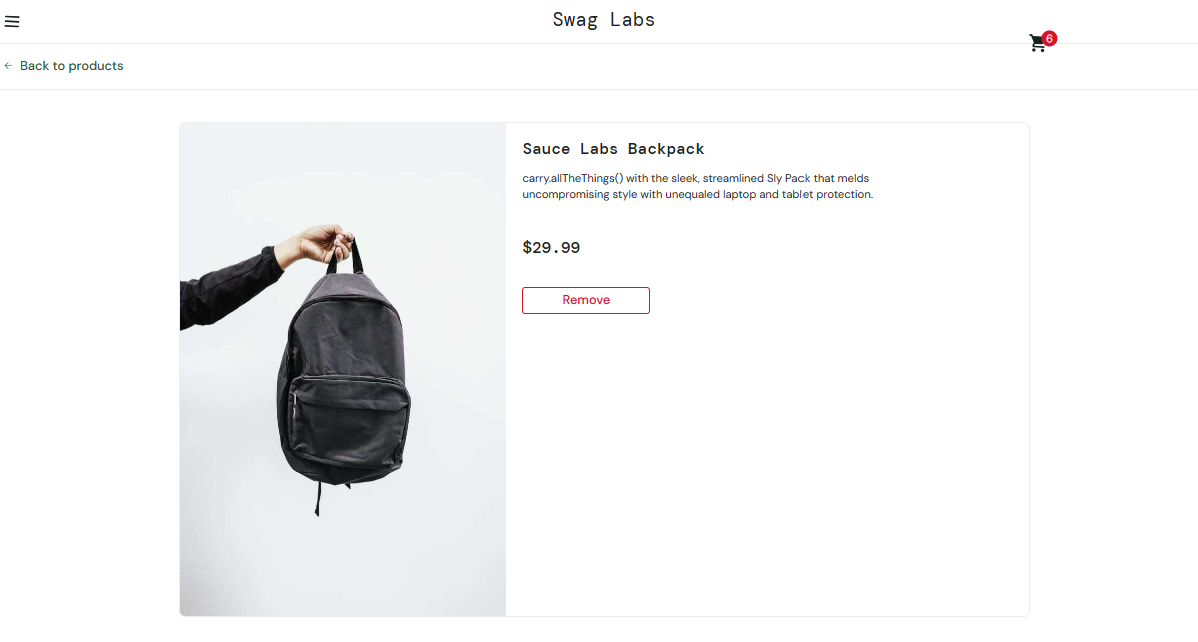 Swag Labs
6
Back to products
Sauce Labs Backpack
carry.allTheThings() with the sleek, streamlined Sly Pack that melds
uncompromising style with unequaled laptop and tablet protection.
$29.99
Remove